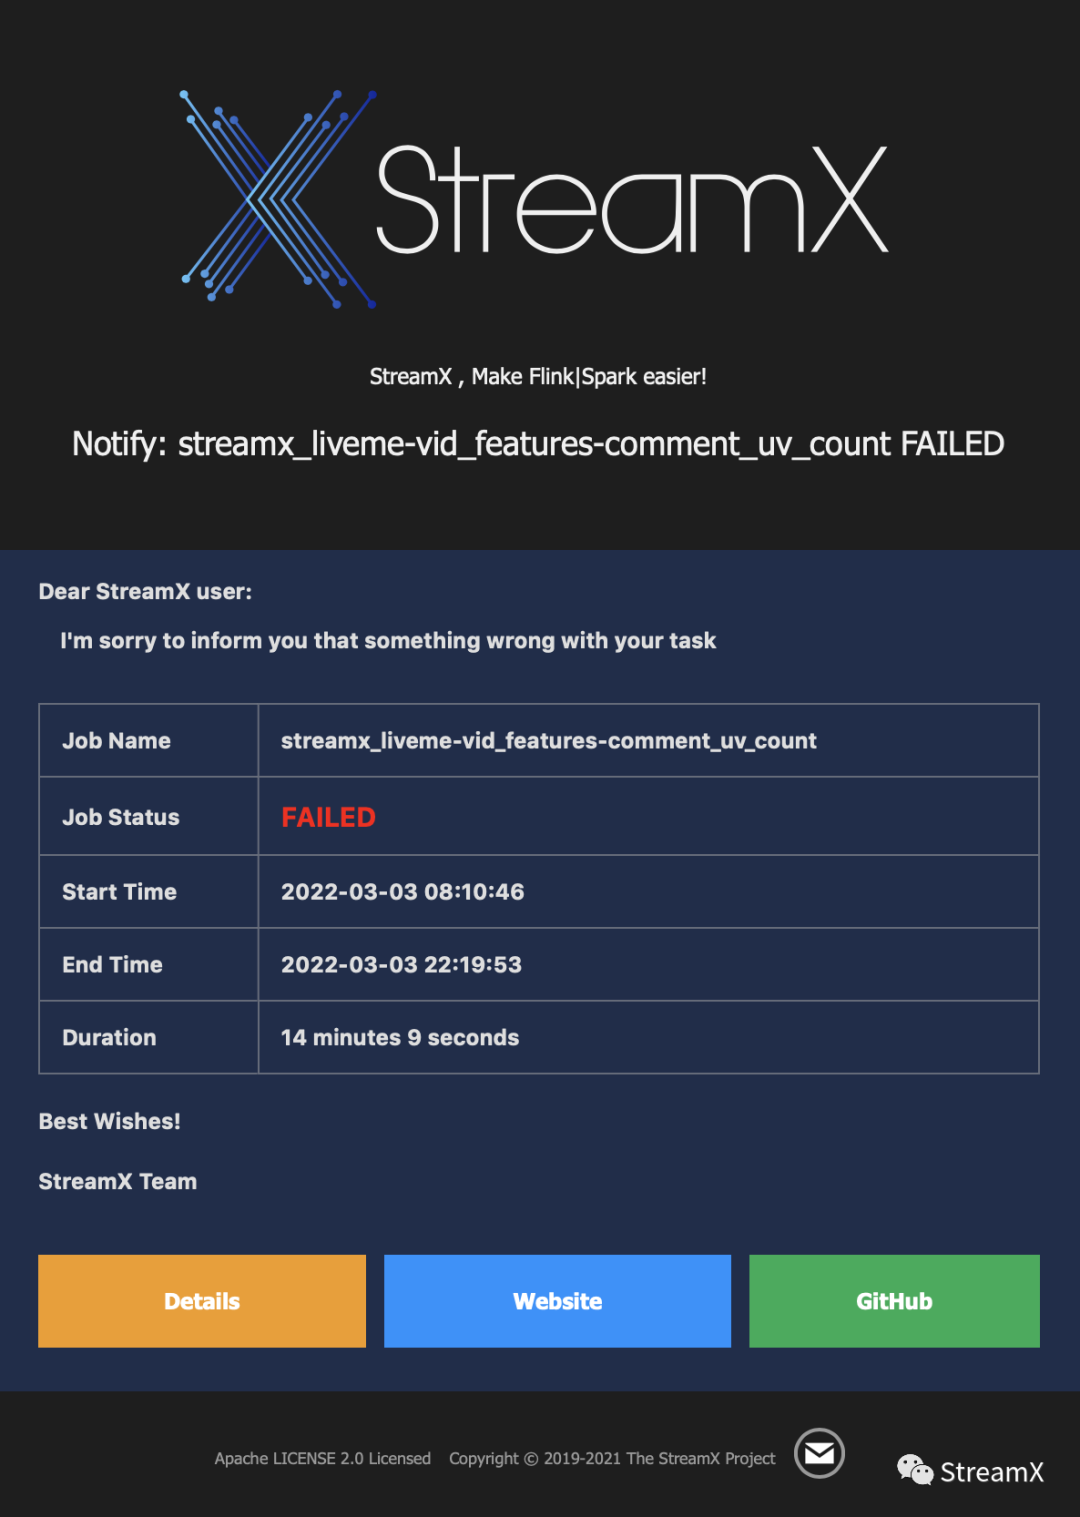 StreamX
StreamX , Make Flink|Spark easier!
Notify: streamx_liveme-vid_features-comment_uv_count FAILED
Dear StreamX user:
I'm sorry to inform you that something wrong with your task
Job Name streamx_liveme-vid_features-comment_uv_count
Job Status FAILED
Start Time 2022-03-03 08:10:46
End Time 2022-03-03 22:19:53
Duration 14 minutes 9 seconds
Best Wishes!
StreamX Team
Details Website GitHub
Apache LICENSE 2.0 Licensed Copyright © 2019-2021 The StreamX Project
StreamX